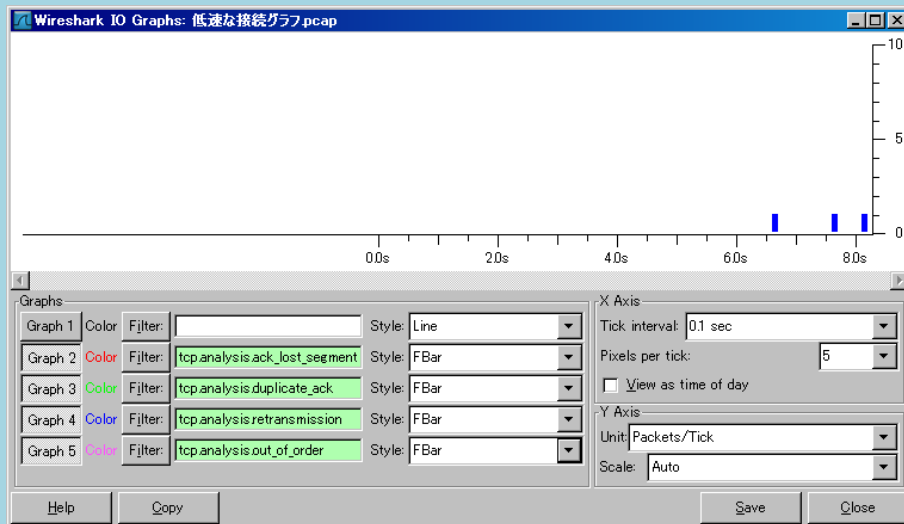 Wireshark IO Graphs: 低速な接続グラフ.pcap
10
5
0
0.0s 2.0s 4.0s 6.0s 8.0s
Graphs
Graph 1 Color Filter: Style: Line
Graph 2 Color Filter: tcp.analysis.ack_lost_segment Style: FBar
Graph 3 Color Filter: tcp.analysis.duplicate_ack Style: FBar
Graph 4 Color Filter: tcp.analysis.retransmission Style: FBar
Graph 5 Color Filter: tcp.analysis.out_of_order Style: FBar
X Axis
Tick interval: 0.1 sec
Pixels per tick: 5
View as time of day
Y Axis
Unit: Packets/Tick
Scale: Auto
Help Copy Save Close